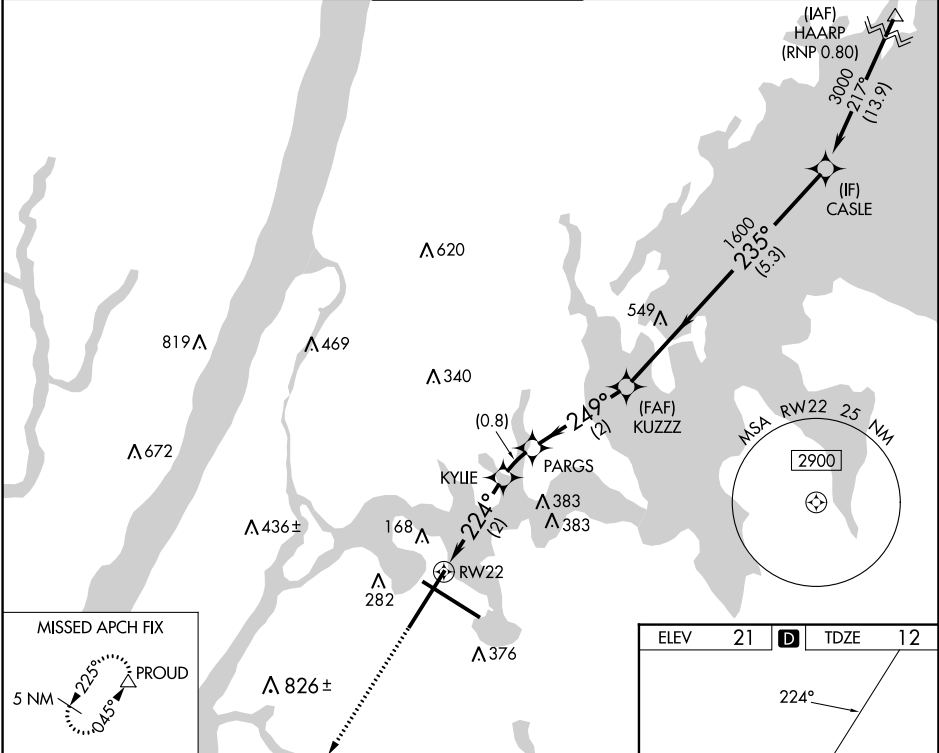 (IAF)
HAARP
(RNP 0.80)
3000
217°
(13.9)
(IF)
CASLE
1600
235°
(5.3)
620
549
819
469
340
(FAF)
KUZZZ
249°
(2)
(0.8)
PARGS
KYLIE
672
MSA RW22 25 NM
2900
383
383
224°
(2)
436±
168
RW22
282
376
826±
MISSED APCH FIX
PROUD
225°
5 NM
045°
ELEV 21 D TDZE 12
224°